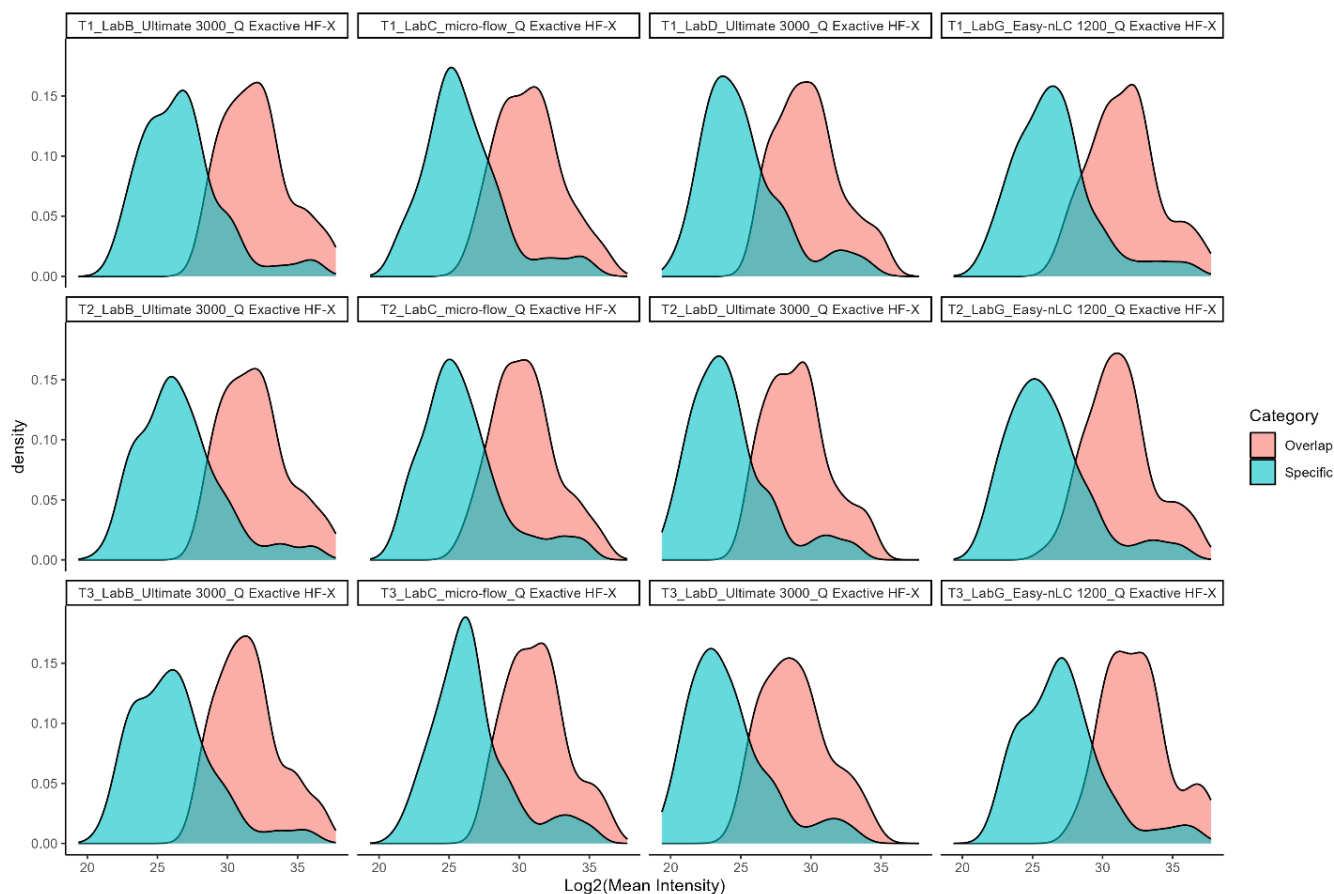 T1_LabB_Ultimate 3000_Q Exactive HF-X
T1_LabC_micro-flow_Q Exactive HF-X
T1_LabD_Ultimate 3000_Q Exactive HF-X
T1_LabG_Easy-nLC 1200_Q Exactive HF-X
0.15
0.10
0.05
0.00
T2_LabB_Ultimate 3000_Q Exactive HF-X
T2_LabC_micro-flow_Q Exactive HF-X
T2_LabD_Ultimate 3000_Q Exactive HF-X
T2_LabG_Easy-nLC 1200_Q Exactive HF-X
0.15
0.10
0.05
0.00
density
Category
Overlap
Specific
T3_LabB_Ultimate 3000_Q Exactive HF-X
T3_LabC_micro-flow_Q Exactive HF-X
T3_LabD_Ultimate 3000_Q Exactive HF-X
T3_LabG_Easy-nLC 1200_Q Exactive HF-X
0.15
0.10
0.05
0.00
20 25 30 35
20 25 30 35
20 25 30 35
20 25 30 35
Log2(Mean Intensity)